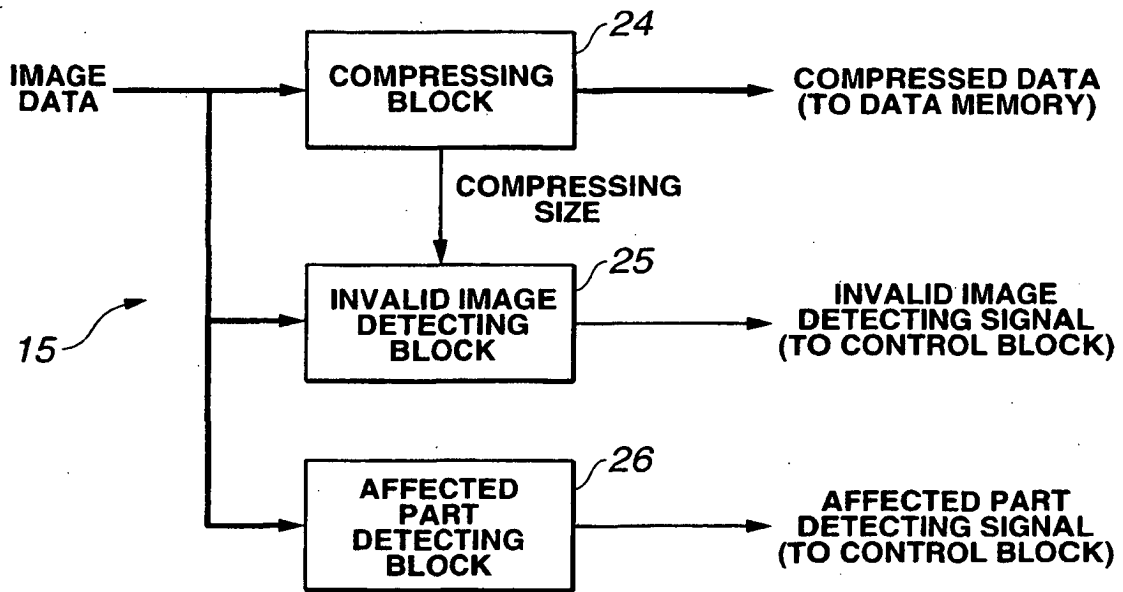 24
IMAGE
DATA
COMPRESSING
BLOCK
COMPRESSED DATA
(TO DATA MEMORY)
COMPRESSING
SIZE
25
INVALID IMAGE
DETECTING
BLOCK
INVALID IMAGE
DETECTING SIGNAL
(TO CONTROL BLOCK)
15
26
AFFECTED
PART
DETECTING
BLOCK
AFFECTED PART
DETECTING SIGNAL
(TO CONTROL BLOCK)